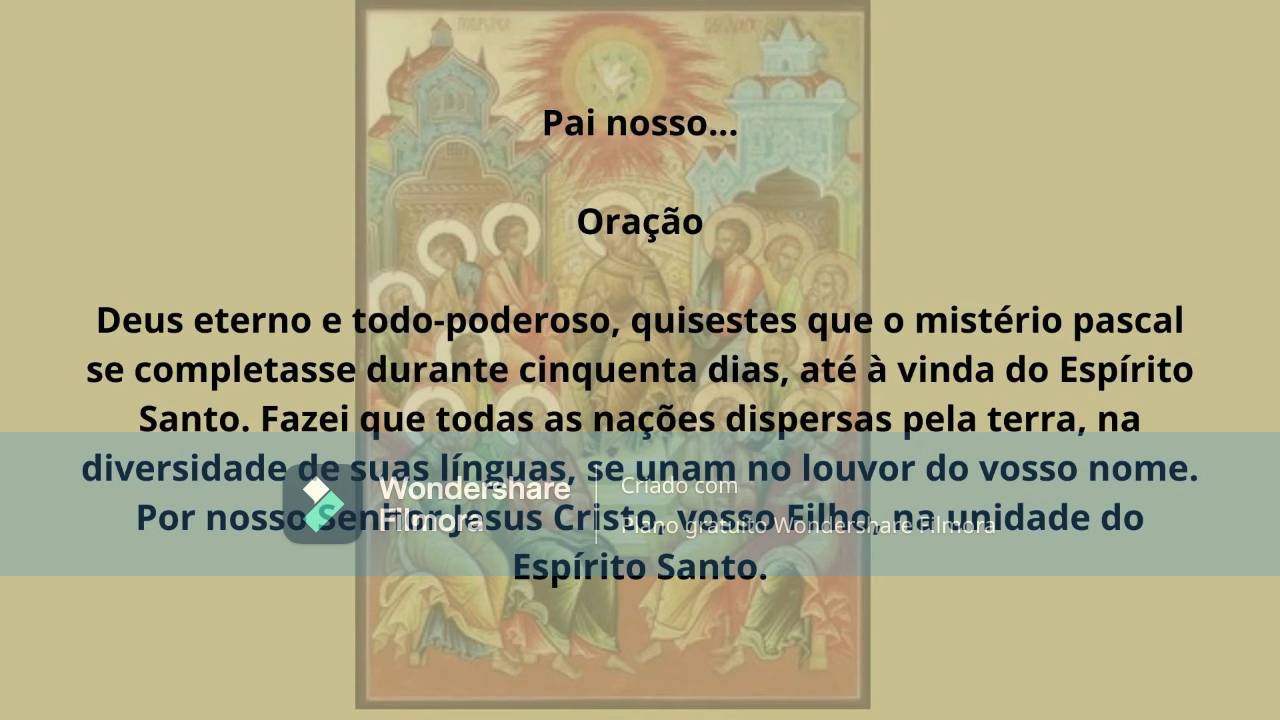 Pai nosso...
Oração
Deus eterno e todo-poderoso, quisestes que o mistério pascal
se completasse durante cinquenta dias, até à vinda do Espírito
Santo. Fazei que todas as nações dispersas pela terra, na
diversidade de suas línguas, se unam no louvor do vosso nome.
Por nosso Senhor Jesus Cristo, vosso Filho, na unidade do
Espírito Santo.
Wondershare
Filmora
Criado com
Plano gratuito Wondershare Filmora